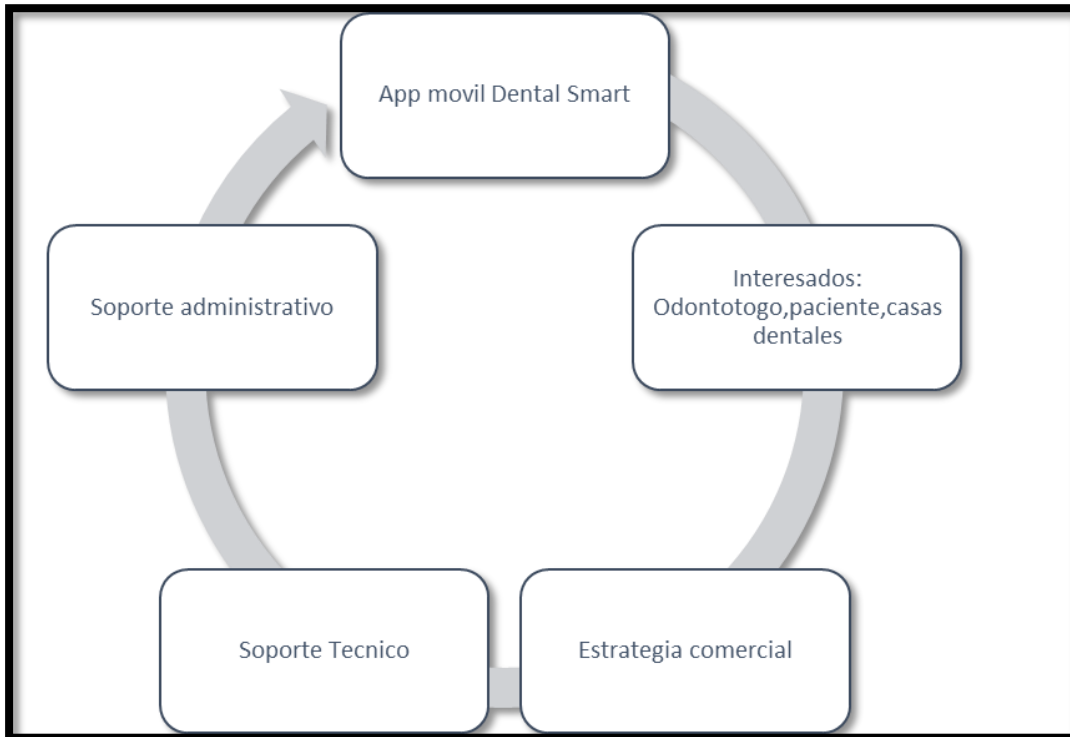 App movil Dental Smart
Interesados:
Odontotogo,paciente,casas
dentales
Estrategia comercial
Soporte Tecnico
Soporte administrativo